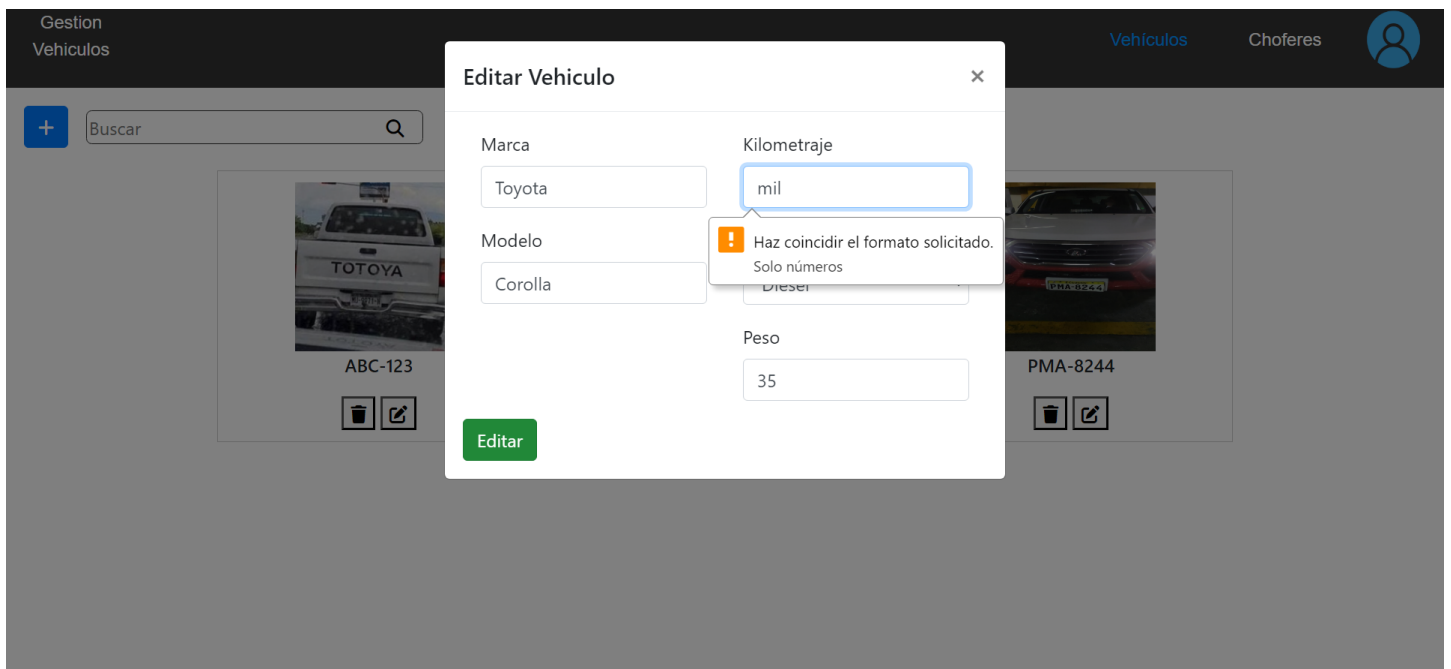 Gestion
Vehiculos
Vehículos
Choferes
Editar Vehiculo
×
+
Buscar
Marca
Kilometraje
Toyota
mil
Modelo
Haz coincidir el formato solicitado.
Solo números
Corolla
Diesel
TOTOYA
PMA-8244
Peso
35
ABC-123
PMA-8244
Editar